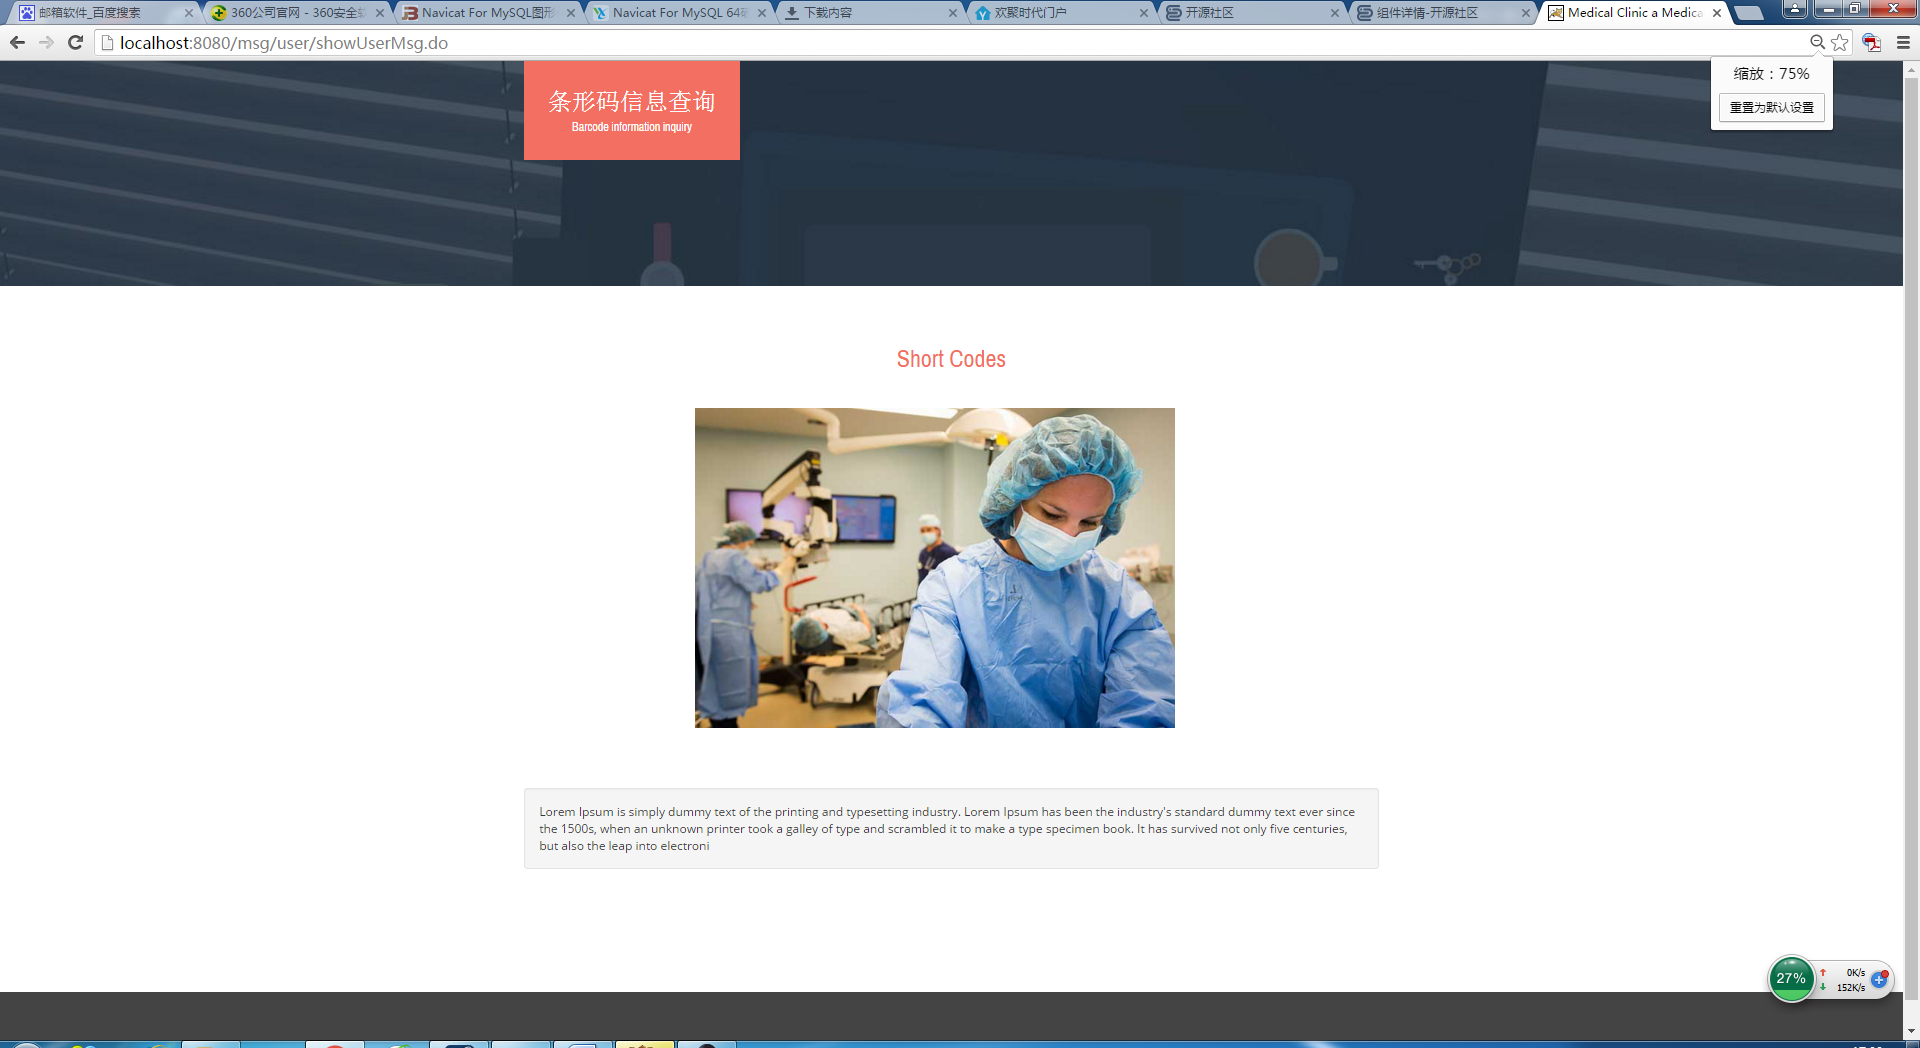 邮箱软件_百度搜索
360公司官网 - 360安全软
Navicat For MySQL图形
Navicat For MySQL 64
下载内容
欢聚时代门户
开源社区
组件详情-开源社区
Medical Clinic a Medica
localhost:8080/msg/user/showUserMsg.do
缩放：75%
重置为默认设置
条形码信息查询
Barcode information inquiry
Short Codes
Lorem Ipsum is simply dummy text of the printing and typesetting industry. Lorem Ipsum has been the industry's standard dummy text ever since
the 1500s, when an unknown printer took a galley of type and scrambled it to make a type specimen book. It has survived not only five centuries,
but also the leap into electroni
27%
0K/s
152K/s